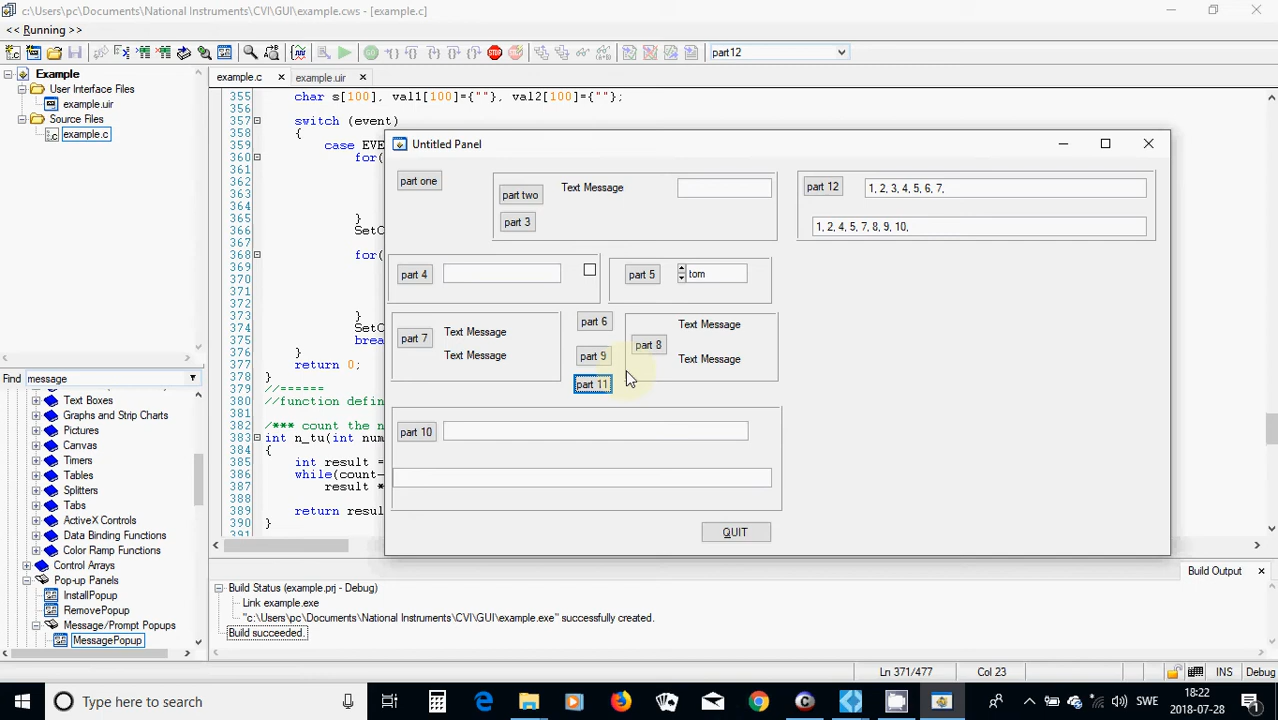 c:\Users\pc\Documents\National Instruments\CVI\GUI\example.cws - [example.c]
<< Running >>
part12
Example
User Interface Files
example.uir
Source Files
example.c
example.c
example.uir
355 char s[100], val1[100]={""}, val2[100]={""};
356
357 switch (event)
358 {
359 case EVE
360 for(
361
362
363
364
365 }
366 SetC
367
368 for(
369
370
371
372
373 }
374 SetC
375 brea
376 }
377 return 0;
378 }
379 //======
380 //function defin
381
382 /*** count the n
383 int n_tu(int num
384 {
385 int result =
386 while(count-
387 result *
388
389 return resul
390 }
391
Untitled Panel
part one
part two
Text Message
part 3
part 12
1, 2, 3, 4, 5, 6, 7,
1, 2, 4, 5, 7, 8, 9, 10,
part 4
part 5
tom
part 6
part 7
Text Message
Text Message
part 9
part 11
part 8
Text Message
Text Message
part 10
QUIT
Find
message
Text Boxes
Graphs and Strip Charts
Pictures
Canvas
Timers
Tables
Splitters
Tabs
ActiveX Controls
Data Binding Functions
Color Ramp Functions
Control Arrays
Pop-up Panels
InstallPopup
RemovePopup
Message/Prompt Popups
MessagePopup
Build Output
Build Status (example.prj - Debug)
Link example.exe
"c:\Users\pc\Documents\National Instruments\CVI\GUI\example.exe" successfully created.
Build succeeded.
Ln 371/477
Col 23
INS
Debug
Type here to search
SWE
18:22
2018-07-28
1